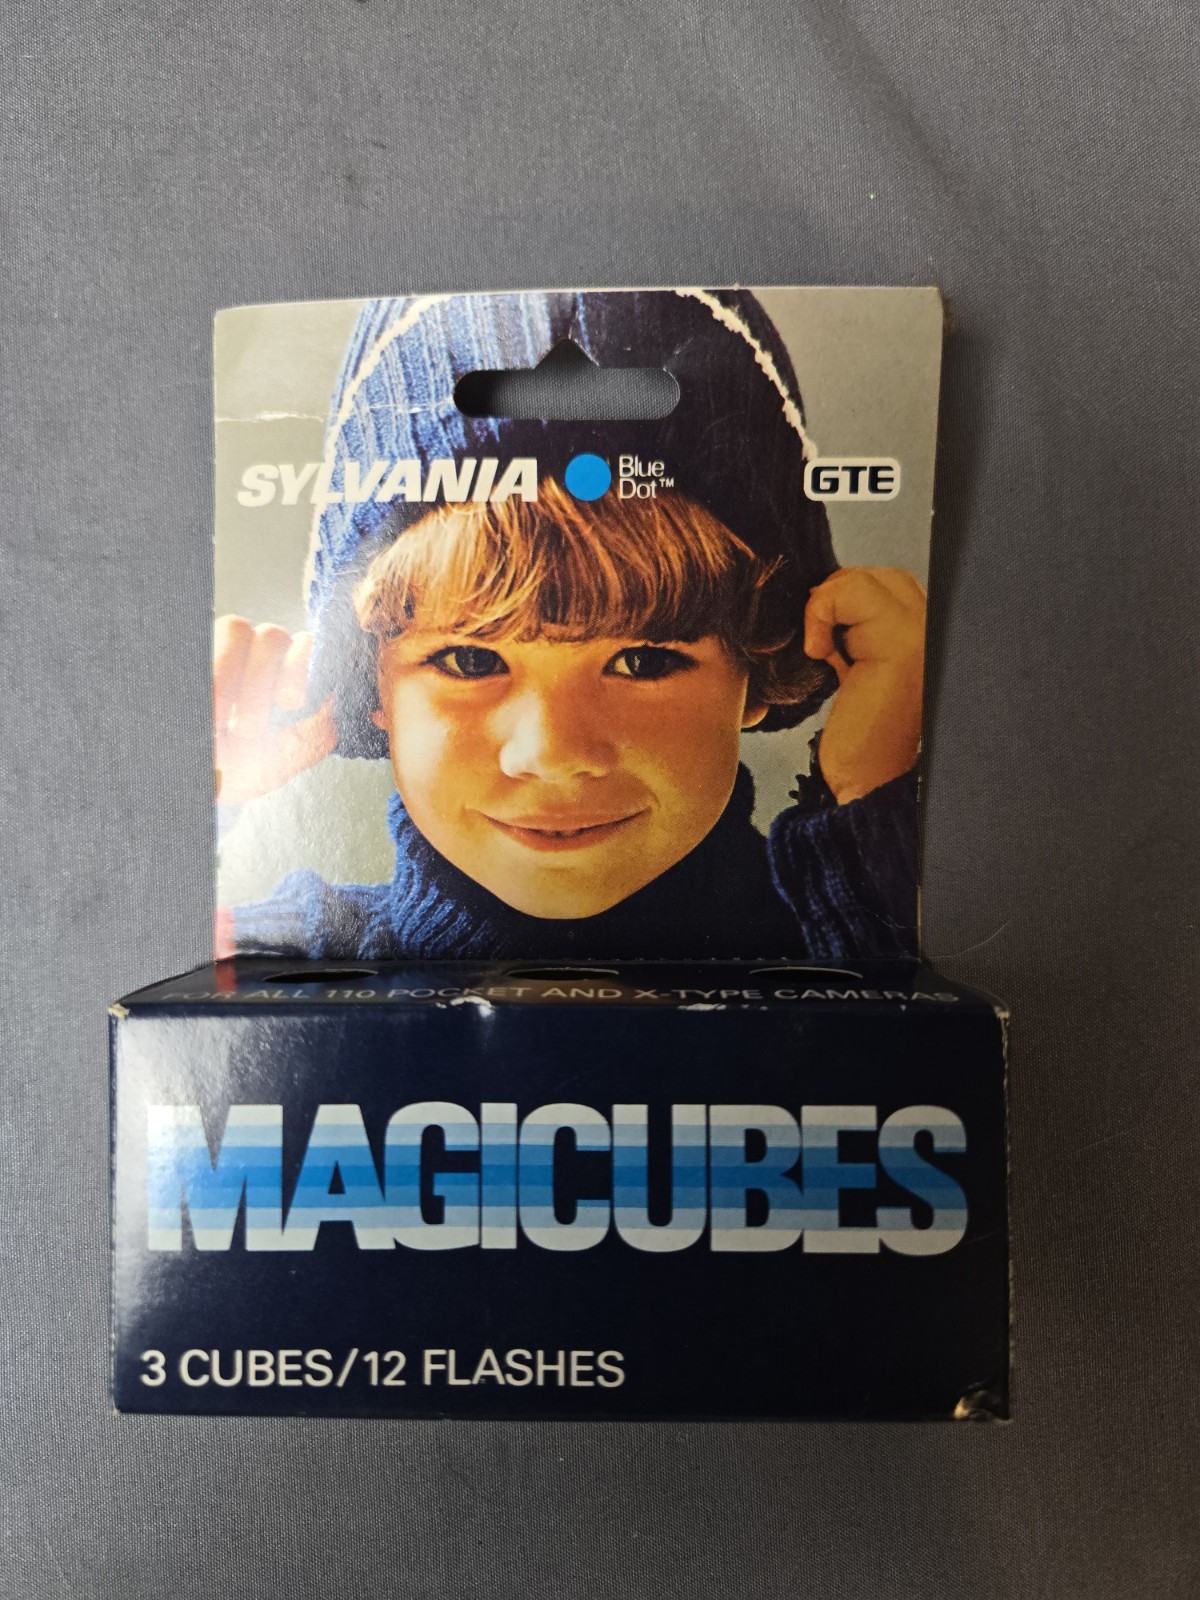 SYLVANIA Blue Dot™ GTE
FOR ALL 110 POCKET AND X-TYPE CAMERAS
MAGICUBES
3 CUBES/12 FLASHES